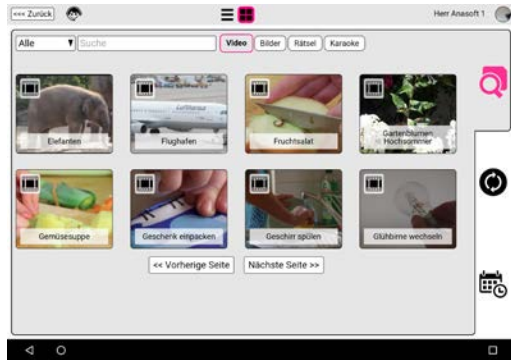 <<< Zurück
Herr Anasoft 1
Alle
Suche
Video
Bilder
Rätsel
Karaoke
Elefanten
Flughafen
Fruchtsalat
Gartenblumen
Hochsommer
Gemüsesuppe
Geschenk einpacken
Geschirr spülen
Glühbirne wechseln
<< Vorherige Seite
Nächste Seite >>
Lufthansa